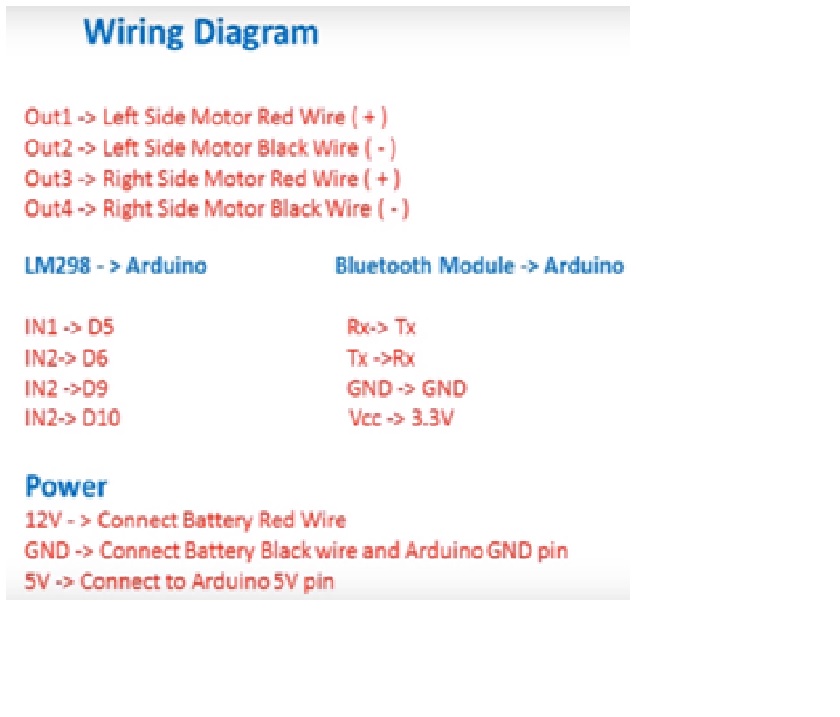 Wiring Diagram
Out1 -> Left Side Motor Red Wire ( + )
Out2 -> Left Side Motor Black Wire ( - )
Out3 -> Right Side Motor Red Wire ( + )
Out4 -> Right Side Motor Black Wire ( - )
LM298 - > Arduino
IN1 -> D5
IN2-> D6
IN2 ->D9
IN2-> D10
Bluetooth Module -> Arduino
Rx-> Tx
Tx ->Rx
GND -> GND
Vcc -> 3.3V
Power
12V - > Connect Battery Red Wire
GND -> Connect Battery Black wire and Arduino GND pin
5V -> Connect to Arduino 5V pin